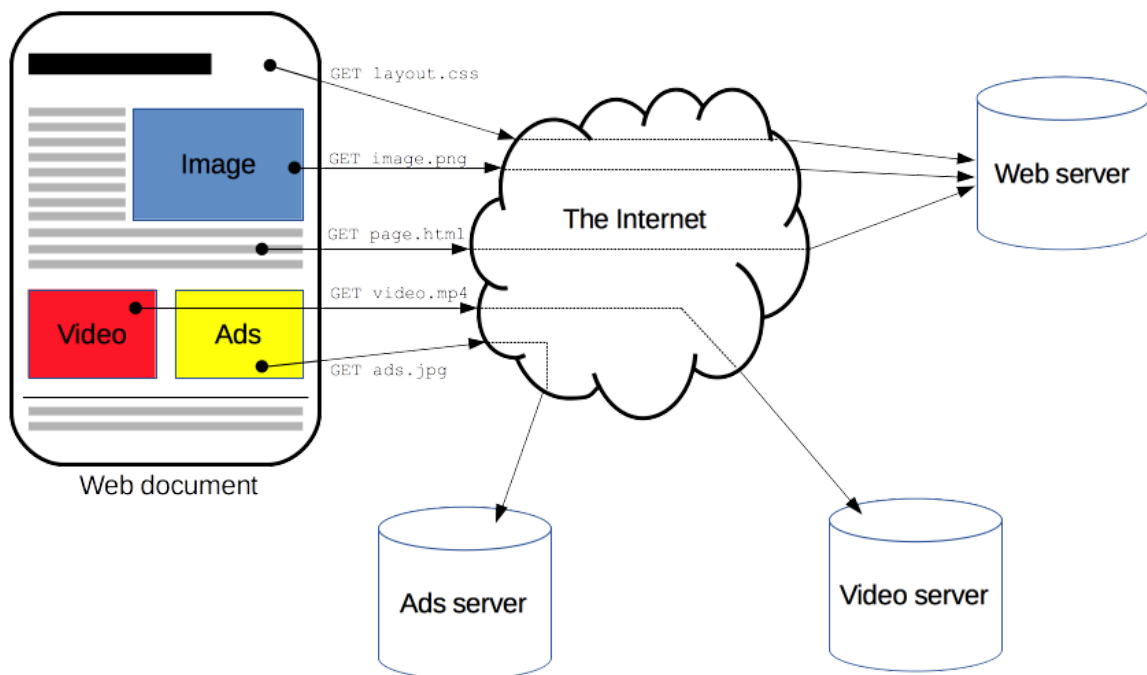 GET layout.css
Image
GET image.png
Web server
The Internet
GET page.html
GET video.mp4
Video
Ads
GET ads.jpg
Web document
Ads server
Video server